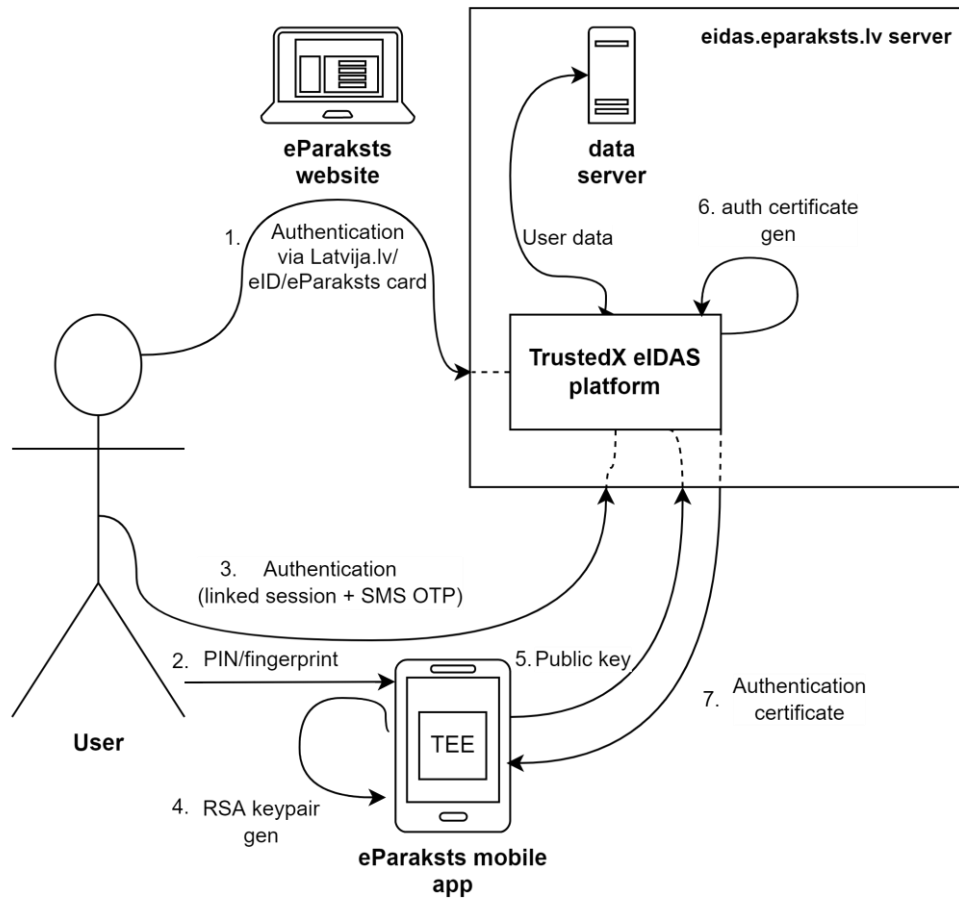 eidas.eparaksts.lv server
eParaksts
website
data
server
1. Authentication
via Latvija.lv/
eID/eParaksts card
User data
6. auth certificate
gen
TrustedX eIDAS
platform
3. Authentication
(linked session + SMS OTP)
2. PIN/fingerprint
5. Public key
7. Authentication
certificate
User
TEE
4. RSA keypair
gen
eParaksts mobile
app